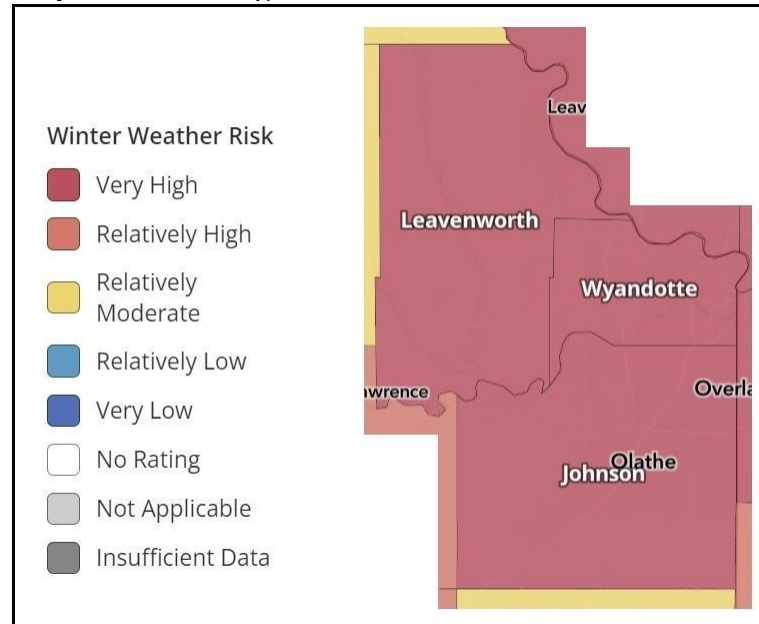 Winter Weather Risk
Very High
Relatively High
Relatively
Moderate
Relatively Low
Very Low
No Rating
Not Applicable
Insufficient Data
Leav
Leavenworth
Wyandotte
awrence
Overla
Olathe
Johnson